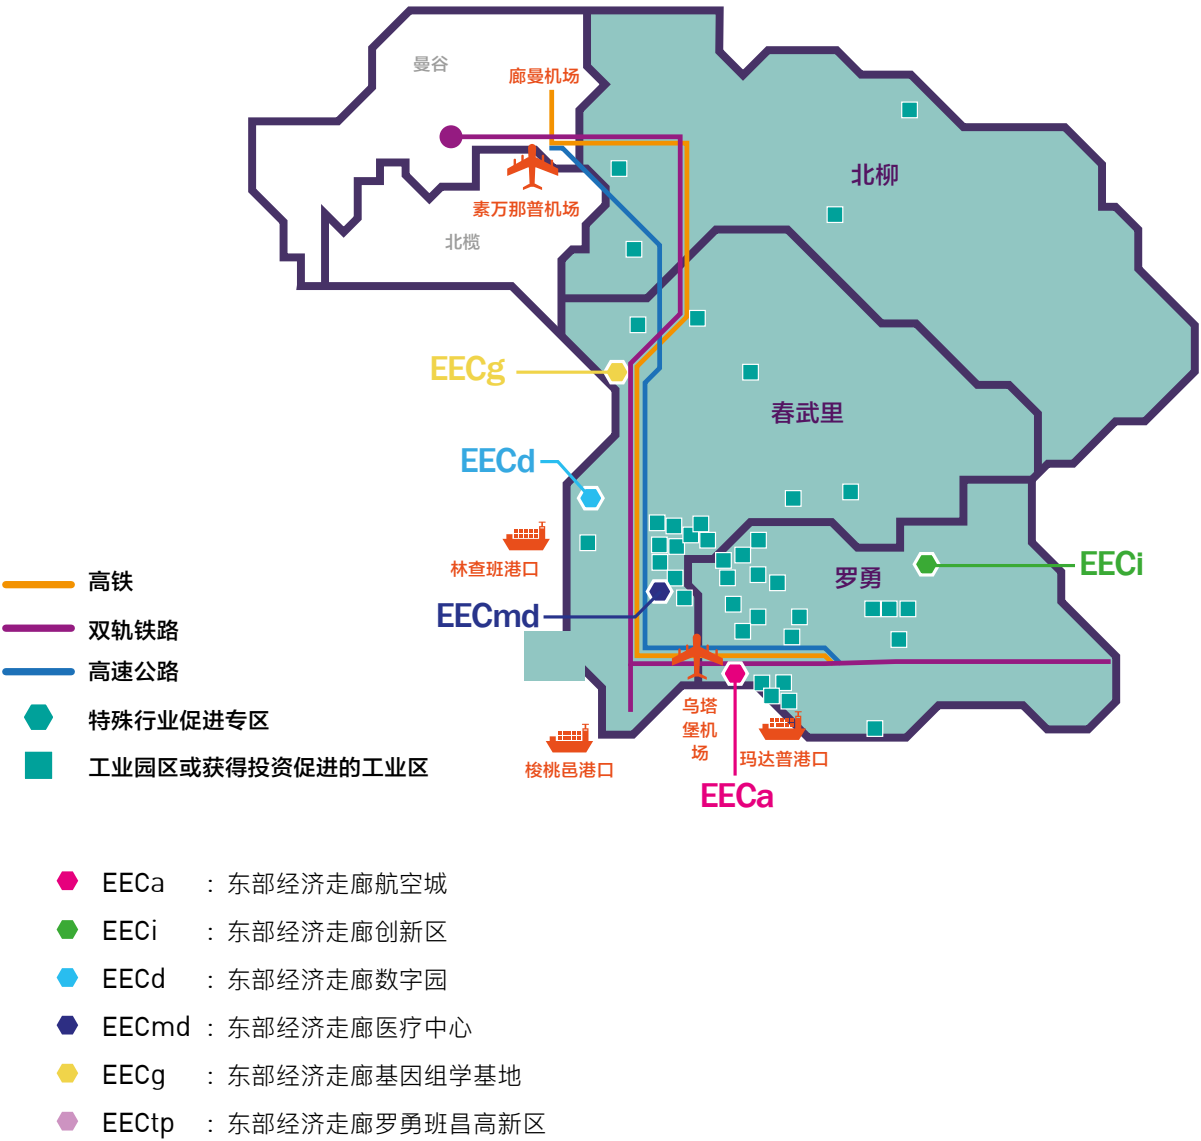 曼谷
廊曼机场
北柳
素万那普机场
北榄
EECg
春武里
EECd
林查班港口
罗勇
EECi
EECmd
高铁
双轨铁路
高速公路
特殊行业促进专区
工业园区或获得投资促进的工业区
乌塔
堡机
场
梭桃邑港口
玛达普港口
EECa
EECa : 东部经济走廊航空城
EECi : 东部经济走廊创新区
EECd : 东部经济走廊数字园
EECmd : 东部经济走廊医疗中心
EECg : 东部经济走廊基因组学基地
EECtp : 东部经济走廊罗勇班昌高新区